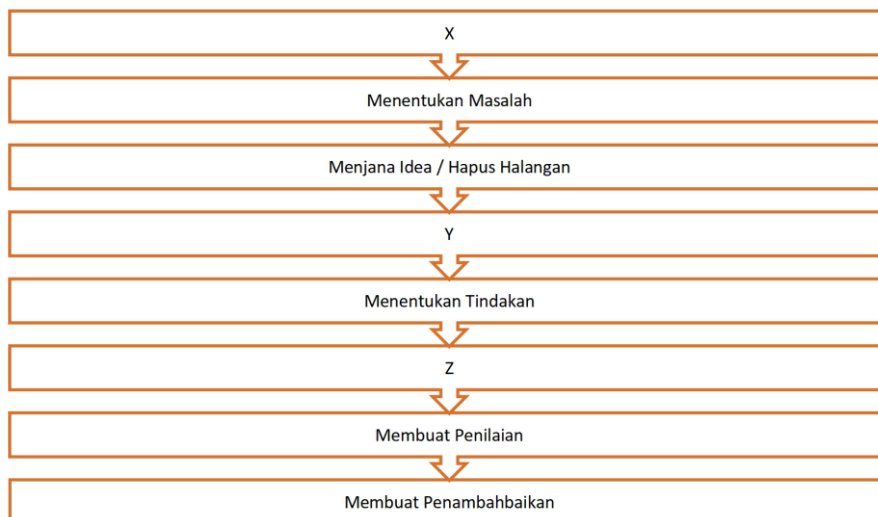 X
Menentukan Masalah
Menjana Idea / Hapus Halangan
Y
Menentukan Tindakan
Z
Membuat Penilaian
Membuat Penambahbaikan